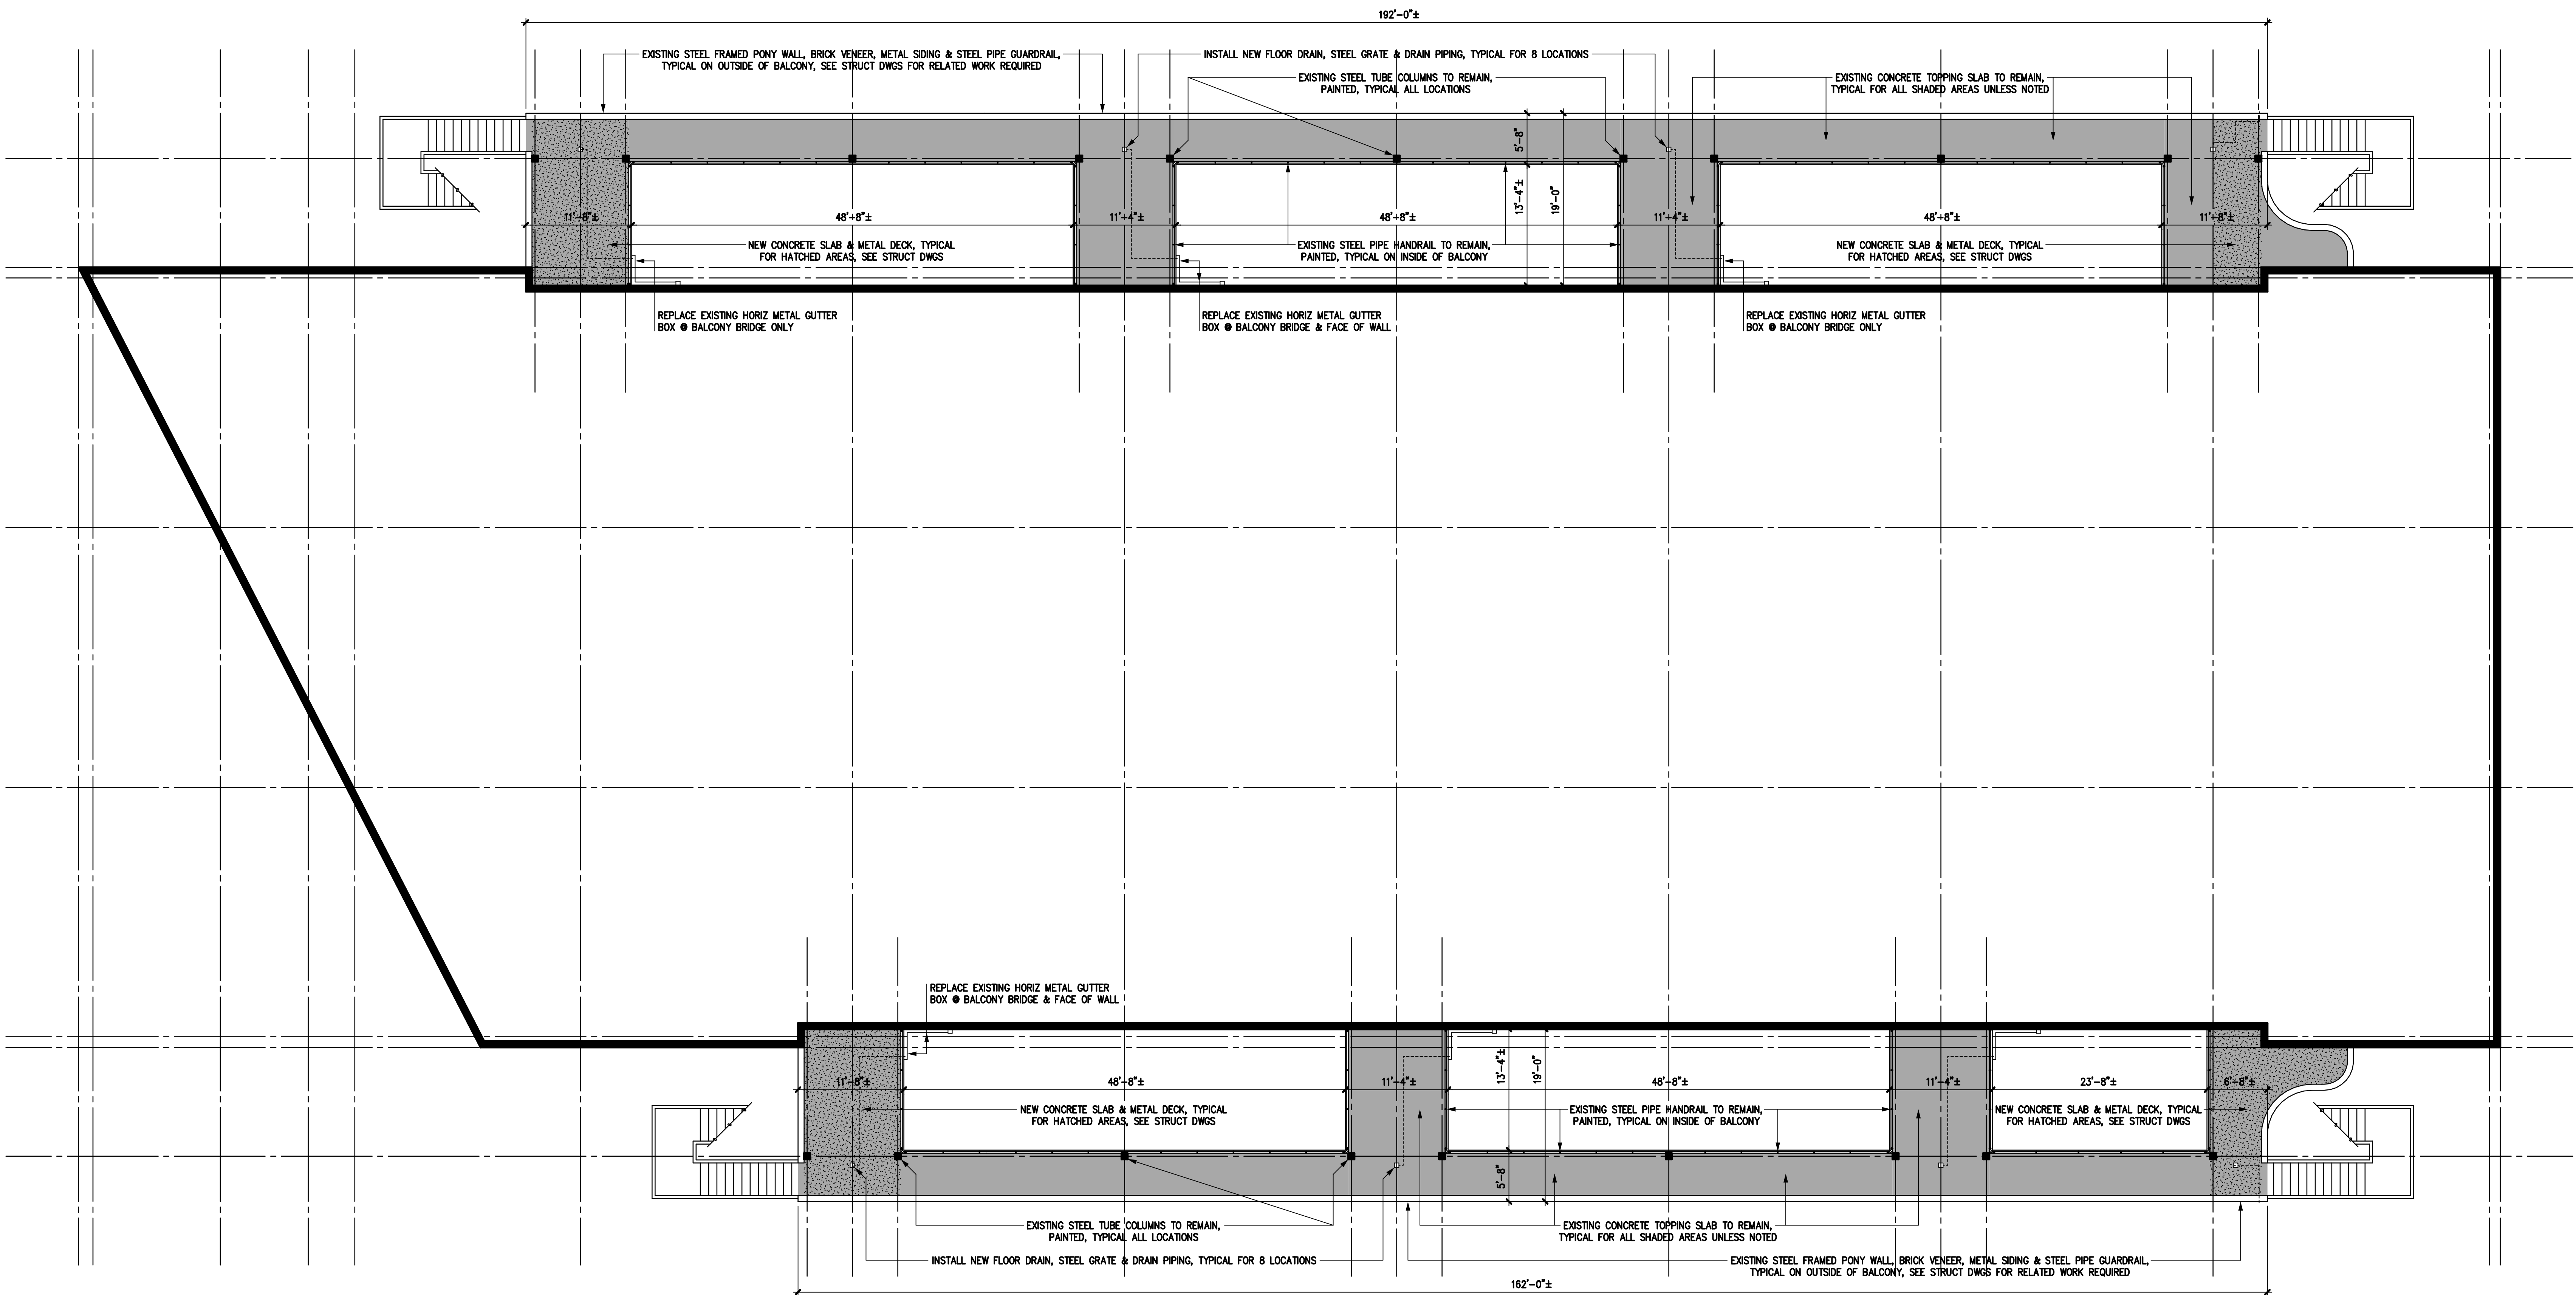 192'-0"±
EXISTING STEEL FRAMED PONY WALL, BRICK VENEER, METAL SIDING & STEEL PIPE GUARDRAIL,
TYPICAL ON OUTSIDE OF BALCONY, SEE STRUCT DWGS FOR RELATED WORK REQUIRED
INSTALL NEW FLOOR DRAIN, STEEL GRATE & DRAIN PIPING, TYPICAL FOR 8 LOCATIONS
EXISTING STEEL TUBE COLUMNS TO REMAIN,
PAINTED, TYPICAL ALL LOCATIONS
EXISTING CONCRETE TOPPING SLAB TO REMAIN,
TYPICAL FOR ALL SHADED AREAS UNLESS NOTED
5'-8"
13'-4"±
19'-0"
11'-8"±
48'-8"±
11'-4"±
48'-8"±
11'-4"±
48'-8"±
11'-8"±
NEW CONCRETE SLAB & METAL DECK, TYPICAL
FOR HATCHED AREAS, SEE STRUCT DWGS
EXISTING STEEL PIPE HANDRAIL TO REMAIN,
PAINTED, TYPICAL ON INSIDE OF BALCONY
NEW CONCRETE SLAB & METAL DECK, TYPICAL
FOR HATCHED AREAS, SEE STRUCT DWGS
REPLACE EXISTING HORIZ METAL GUTTER
BOX @ BALCONY BRIDGE ONLY
REPLACE EXISTING HORIZ METAL GUTTER
BOX @ BALCONY BRIDGE & FACE OF WALL
REPLACE EXISTING HORIZ METAL GUTTER
BOX @ BALCONY BRIDGE ONLY
REPLACE EXISTING HORIZ METAL GUTTER
BOX @ BALCONY BRIDGE & FACE OF WALL
13'-4"±
19'-0"
11'-8"±
48'-8"±
11'-4"±
48'-8"±
11'-4"±
23'-8"±
6'-8"±
NEW CONCRETE SLAB & METAL DECK, TYPICAL
FOR HATCHED AREAS, SEE STRUCT DWGS
EXISTING STEEL PIPE HANDRAIL TO REMAIN,
PAINTED, TYPICAL ON INSIDE OF BALCONY
NEW CONCRETE SLAB & METAL DECK, TYPICAL
FOR HATCHED AREAS, SEE STRUCT DWGS
5'-8"
EXISTING STEEL TUBE COLUMNS TO REMAIN,
PAINTED, TYPICAL ALL LOCATIONS
EXISTING CONCRETE TOPPING SLAB TO REMAIN,
TYPICAL FOR ALL SHADED AREAS UNLESS NOTED
INSTALL NEW FLOOR DRAIN, STEEL GRATE & DRAIN PIPING, TYPICAL FOR 8 LOCATIONS
EXISTING STEEL FRAMED PONY WALL, BRICK VENEER, METAL SIDING & STEEL PIPE GUARDRAIL,
TYPICAL ON OUTSIDE OF BALCONY, SEE STRUCT DWGS FOR RELATED WORK REQUIRED
162'-0"±